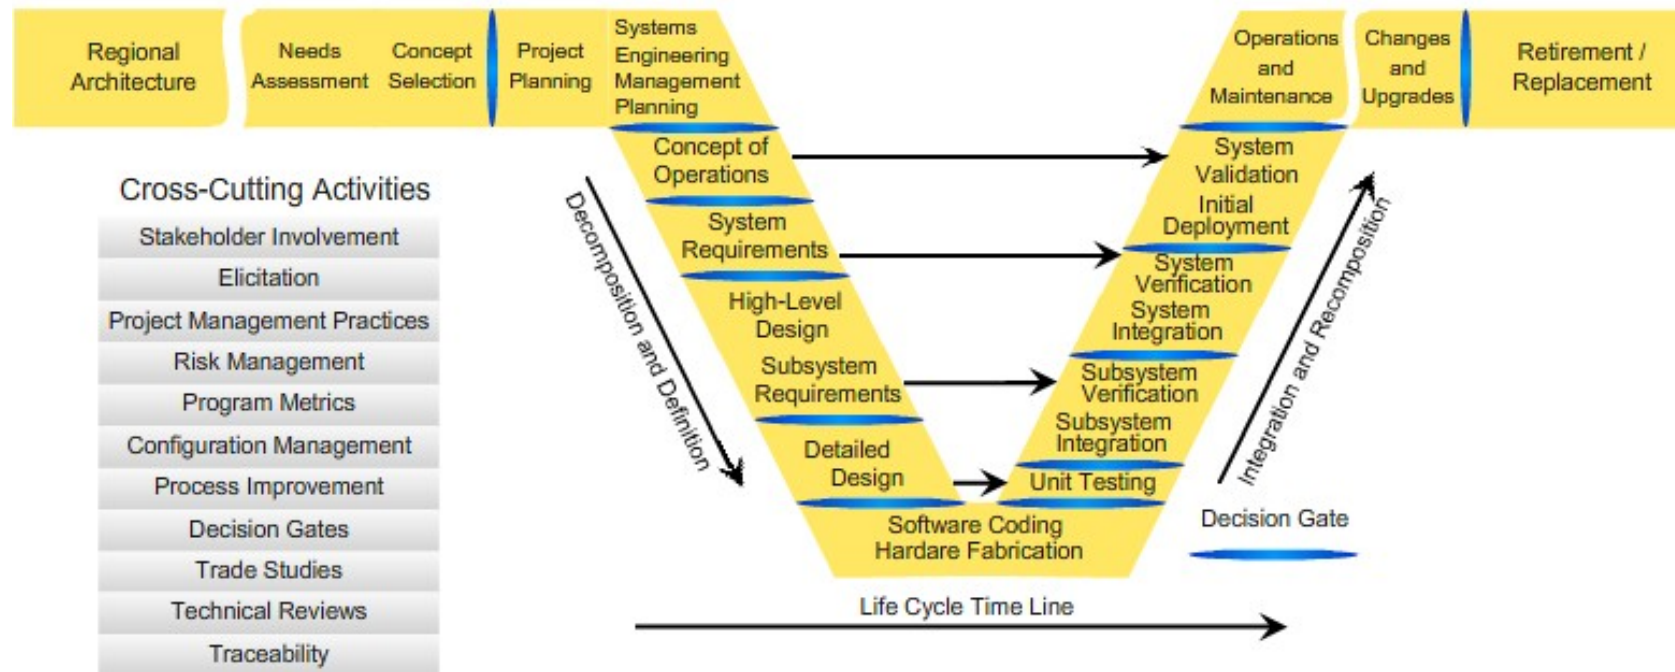 Regional
Architecture
Needs
Assessment
Concept
Selection
Project
Planning
Systems
Engineering
Management
Planning
Operations
and
Maintenance
Changes
and
Upgrades
Retirement /
Replacement
Cross-Cutting Activities
Stakeholder Involvement
Elicitation
Project Management Practices
Risk Management
Program Metrics
Configuration Management
Process Improvement
Decision Gates
Trade Studies
Technical Reviews
Traceability
Decomposition and Definition
Concept of
Operations
System
Requirements
High-Level
Design
Subsystem
Requirements
Detailed
Design
Software Coding
Hardare Fabrication
System
Validation
Initial
Deployment
System
Verification
System
Integration
Subsystem
Verification
Subsystem
Integration
Unit Testing
Integration and Recomposition
Decision Gate
Life Cycle Time Line